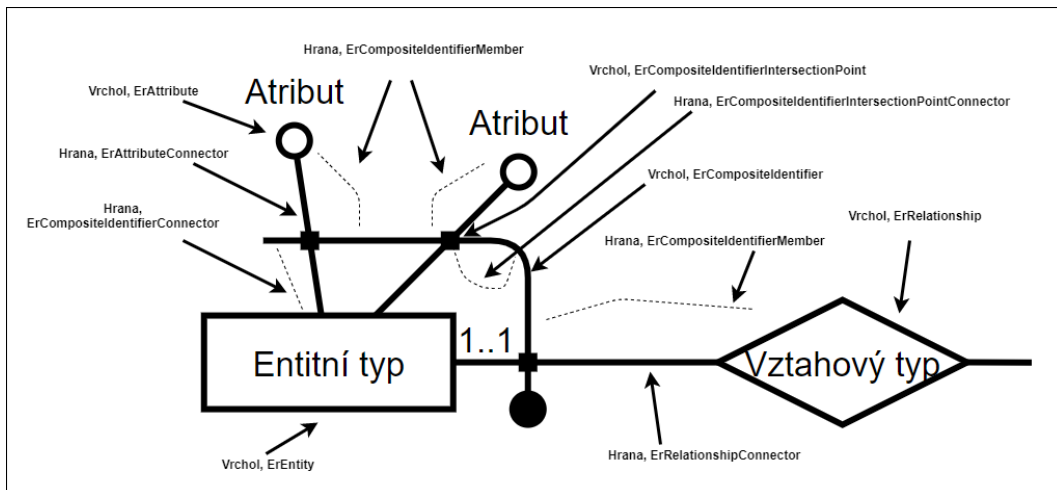 Hrana, ErCompositeIdentifierMember
Vrchol, ErCompositeIdentifierIntersectionPoint
Vrchol, ErAttribute
Atribut
Hrana, ErCompositeIdentifierIntersectionPointConnector
Atribut
Hrana, ErAttributeConnector
Vrchol, ErCompositeIdentifier
Hrana,
ErCompositeIdentifierConnector
Vrchol, ErRelationship
Hrana, ErCompositeIdentifierMember
1..1
Entitní typ
Vztahový typ
Hrana, ErRelationshipConnector
Vrchol, ErEntity